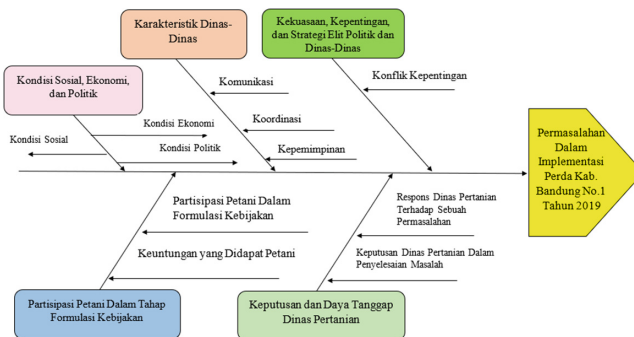 Karakteristik Dinas-
Dinas
Kekuasaan, Kepentingan,
dan Strategi Elit Politik dan
Dinas-Dinas
Kondisi Sosial, Ekonomi,
dan Politik
Komunikasi
Konflik Kepentingan
Kondisi Ekonomi
Koordinasi
Kondisi Sosial
Kondisi Politik
Kepemimpinan
Permasalahan
Dalam
Implementasi
Perda Kab.
Bandung No.1
Tahun 2019
Partisipasi Petani Dalam
Formulasi Kebijakan
Respons Dinas Pertanian
Terhadap Sebuah
Permasalahan
Keuntungan yang Didapat Petani
Keputusan Dinas Pertanian Dalam
Penyelesaian Masalah
Partisipasi Petani Dalam Tahap
Formulasi Kebijakan
Keputusan dan Daya Tanggap
Dinas Pertanian